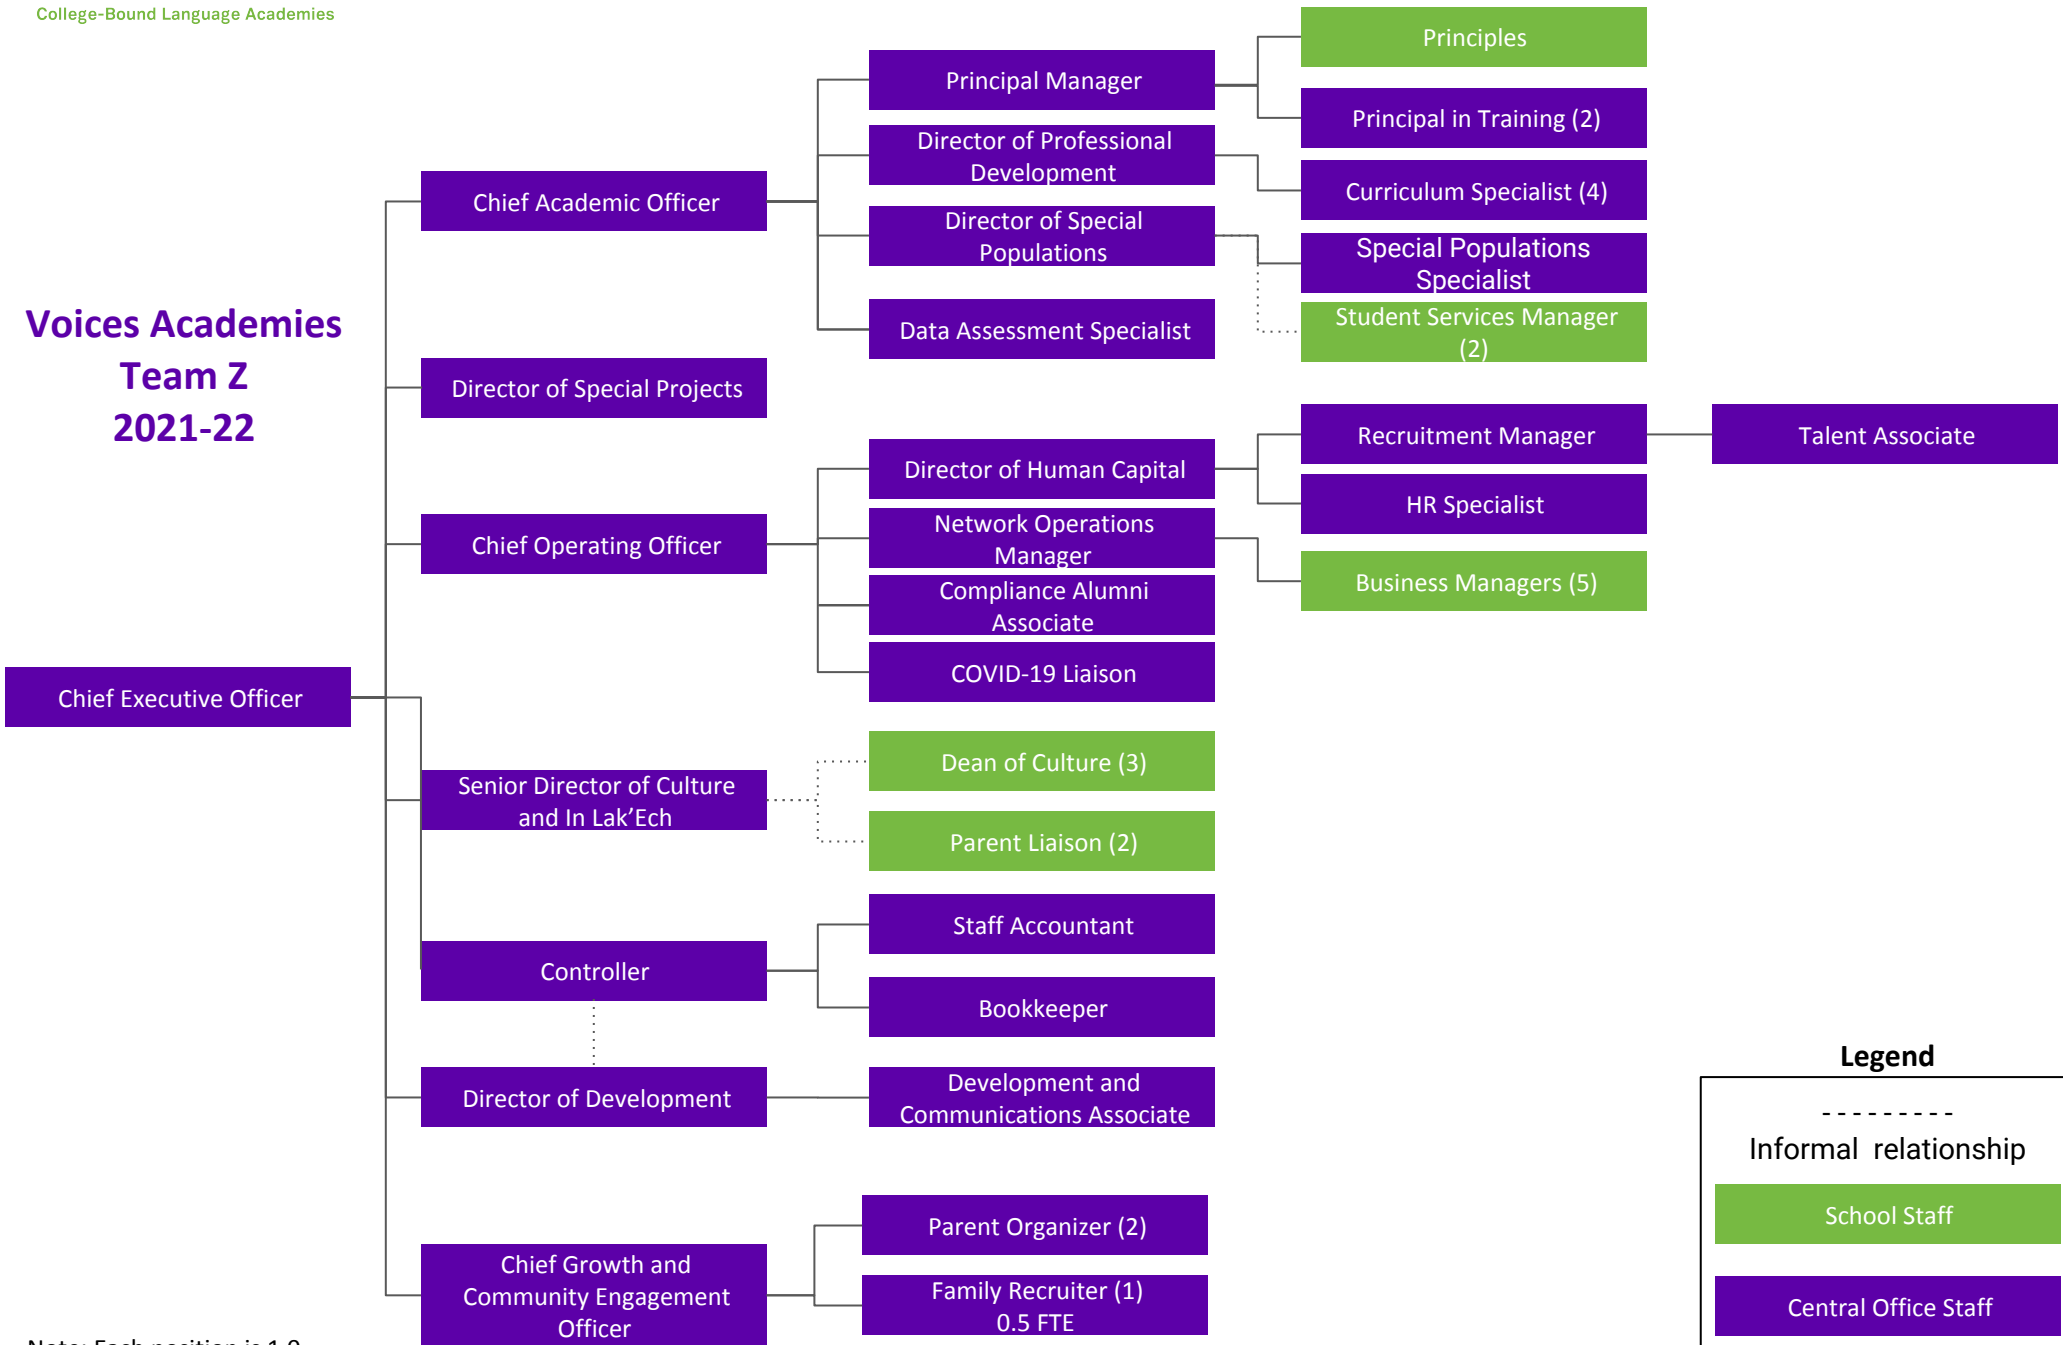 College-Bound Language Academies
Voices Academies
Team Z
2021-22
Chief Executive Officer
Chief Academic Officer
Principal Manager
Principles
Principal in Training (2)
Director of Professional
Development
Curriculum Specialist (4)
Director of Special
Populations
Special Populations
Specialist
Student Services Manager
(2)
Data Assessment Specialist
Director of Special Projects
Chief Operating Officer
Director of Human Capital
Recruitment Manager
Talent Associate
HR Specialist
Network Operations
Manager
Business Managers (5)
Compliance Alumni
Associate
COVID-19 Liaison
Senior Director of Culture
and In Lak’Ech
Dean of Culture (3)
Parent Liaison (2)
Controller
Staff Accountant
Bookkeeper
Director of Development
Development and
Communications Associate
Chief Growth and
Community Engagement
Officer
Parent Organizer (2)
Family Recruiter (1)
0.5 FTE
Legend
Informal relationship
School Staff
Central Office Staff
Note: Each position is 1.0